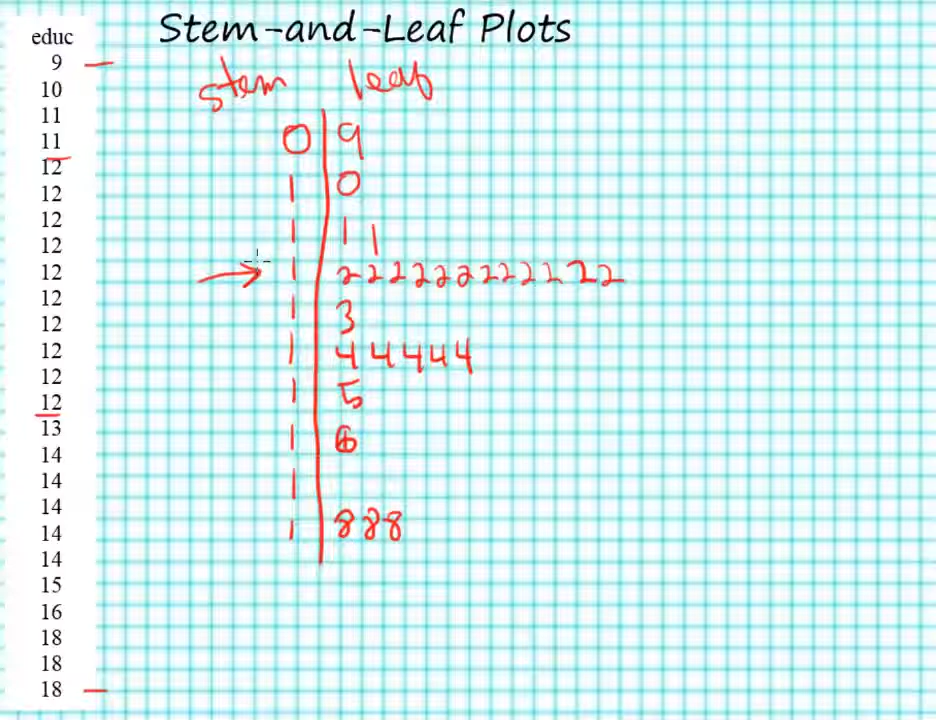 Stem-and-Leaf Plots
educ
9
10
11
11
12
12
12
12
12
12
12
12
12
12
13
14
14
14
14
14
15
16
18
18
18
stem leaf
0 | 9
1 | 0
1 | 1 1
1 | 2 2 2 2 2 2 2 2 2 2 2 2
1 | 3
1 | 4 4 4 4 4
1 | 5
1 | 6
1 |
1 | 8 8 8